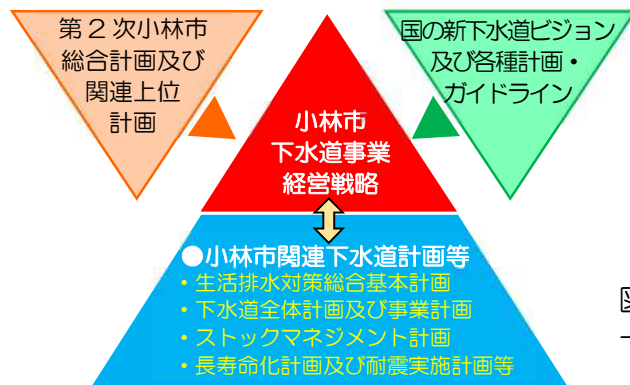 第2次小林市
総合計画及び
関連上位
計画
国の新下水道ビジョン
及び各種計画・
ガイドライン
小林市
下水道事業
経営戦略
●小林市関連下水道計画等
・生活排水対策総合基本計画
・下水道全体計画及び事業計画
・ストックマネジメント計画
・長寿命化計画及び耐震実施計画等